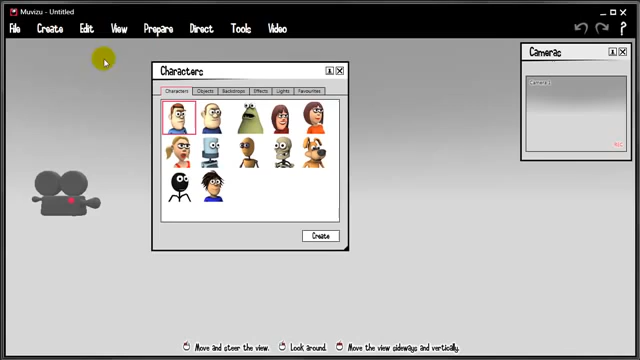 Muvizu - Untitled
File Create Edit View Prepare Direct Tools Video
Characters
Characters Objects Backdrops Effects Lights Favourites
Create
Cameras
Camera 1
REC
Move and steer the view. Look around. Move the view sideways and vertically.